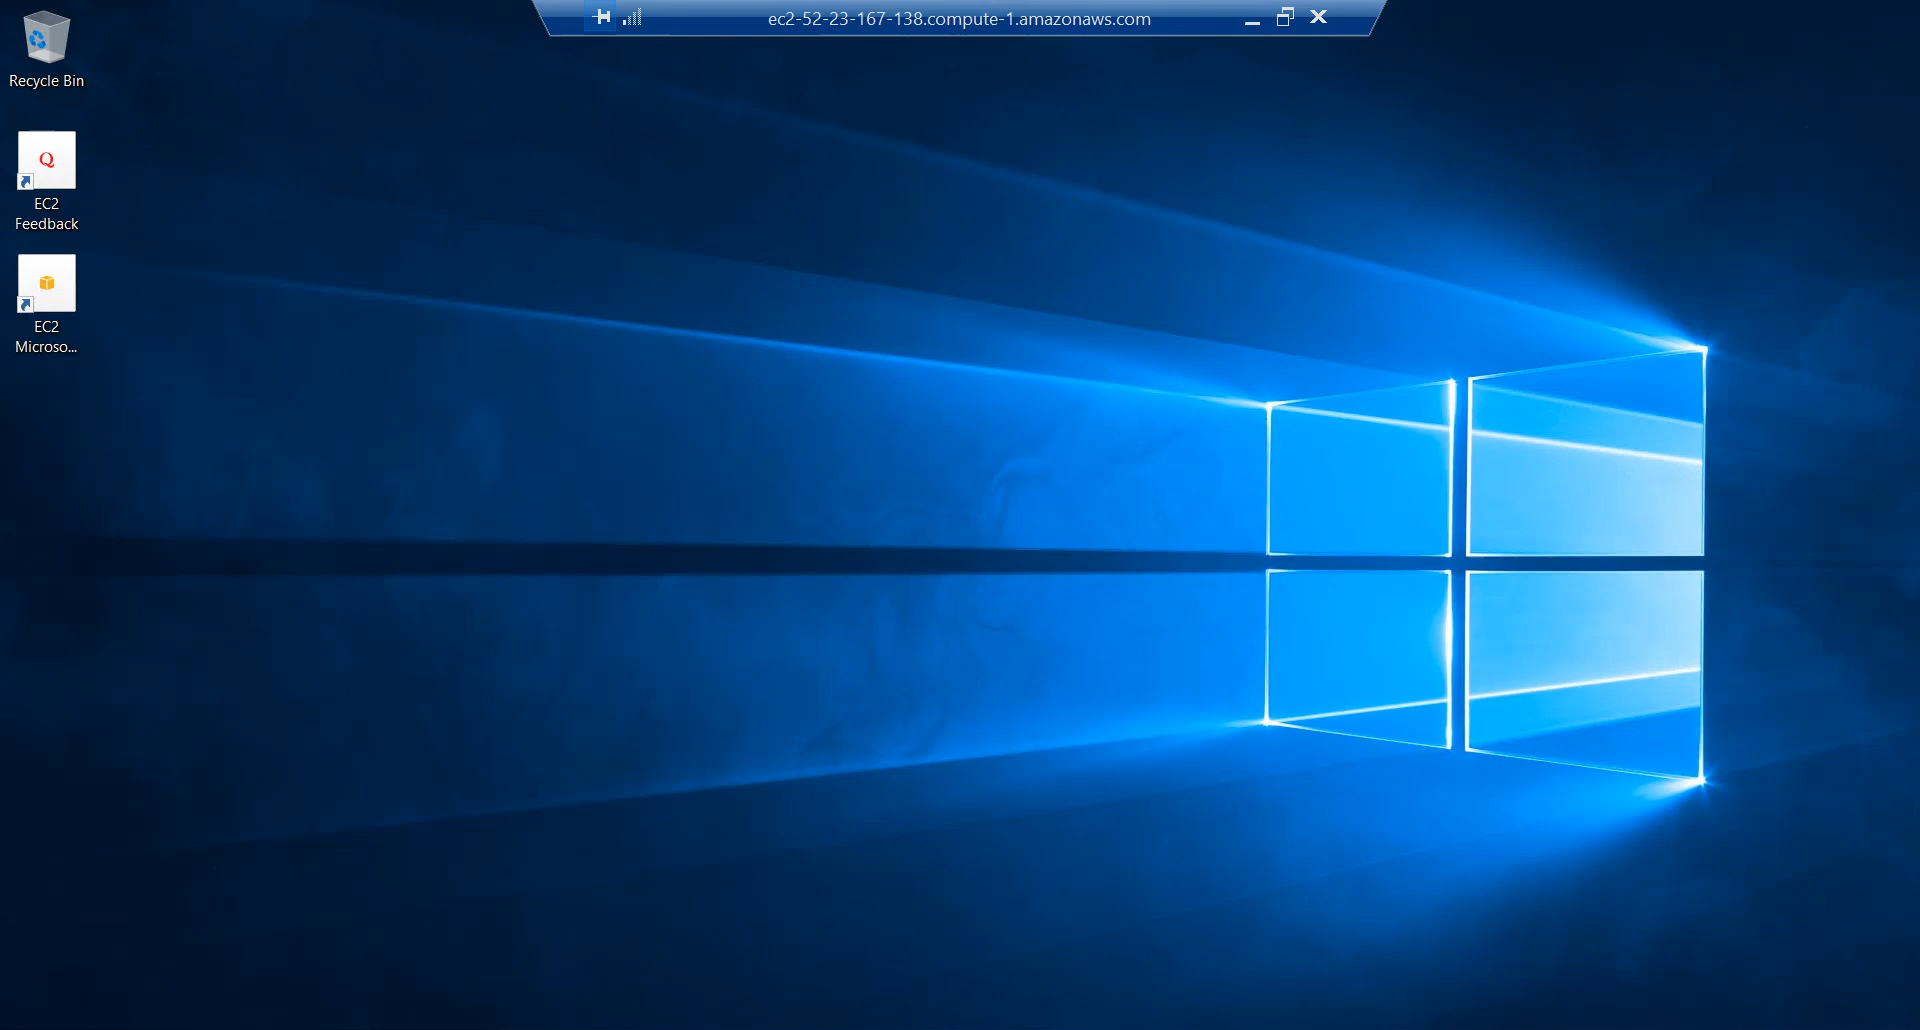 ec2-52-23-167-138.compute-1.amazonaws.com
Recycle Bin
Q
EC2
Feedback
EC2
Microso...